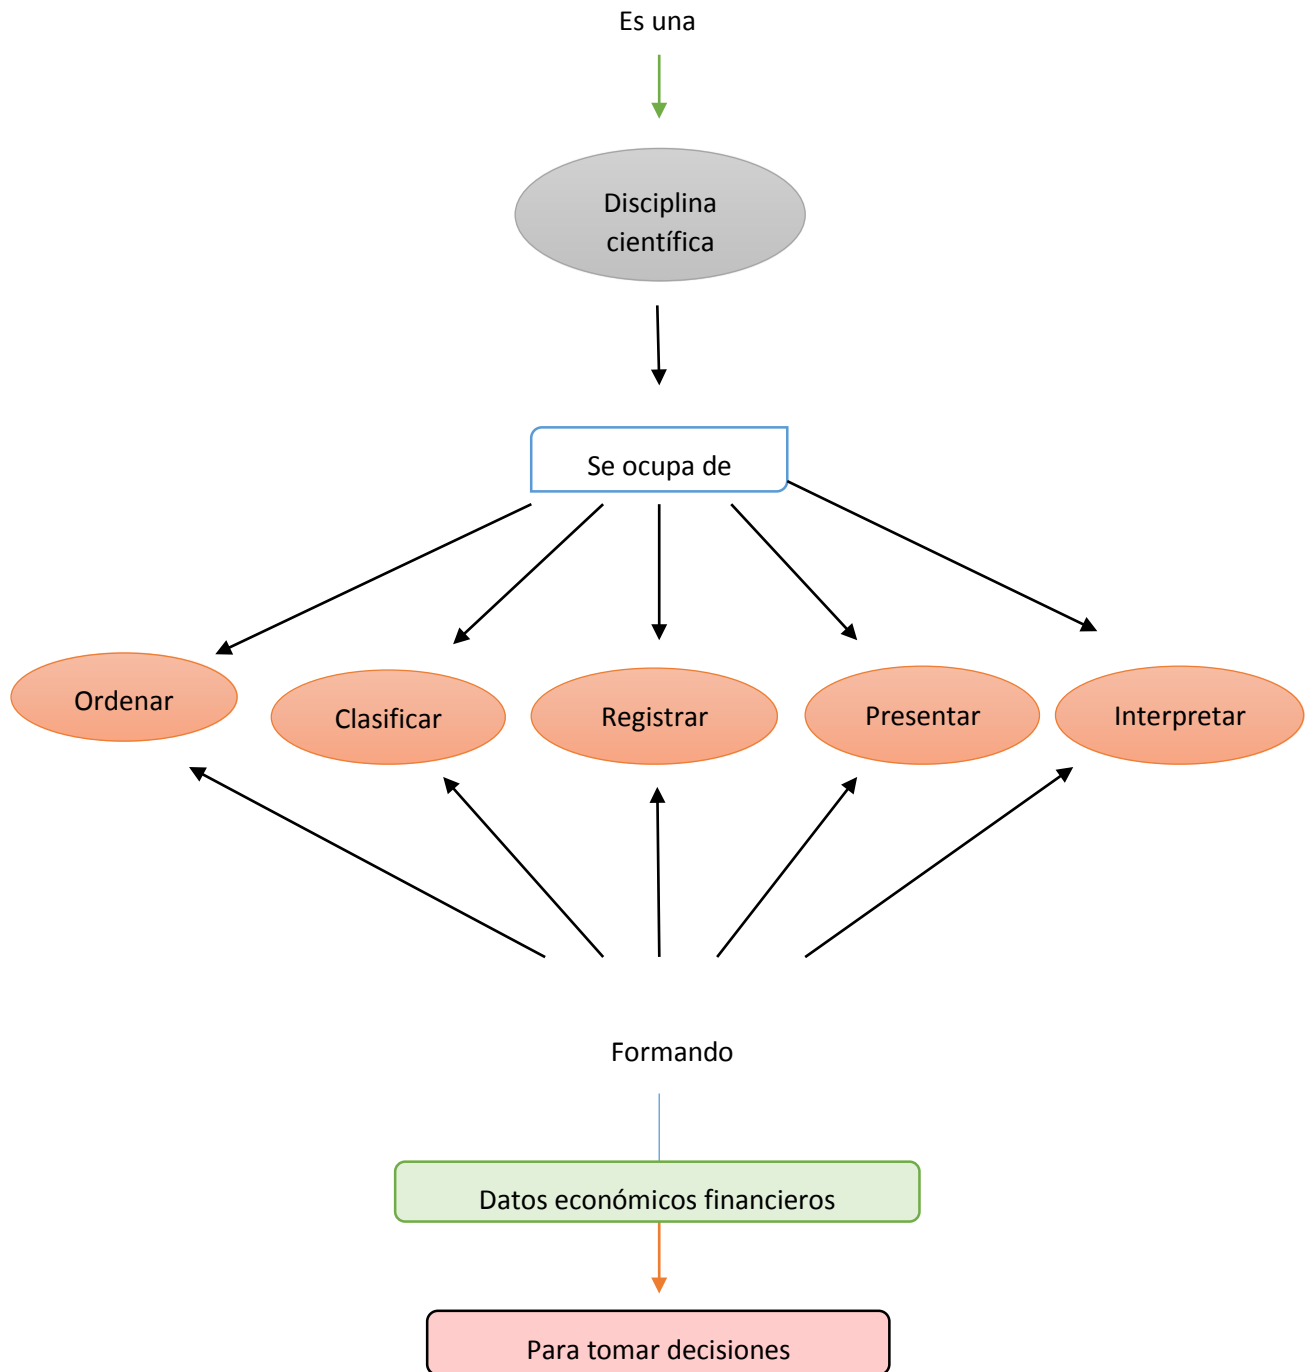 Es una
Disciplina
científica
Se ocupa de
Ordenar
Clasificar
Registrar
Presentar
Interpretar
Formando
Datos económicos financieros
Para tomar decisiones